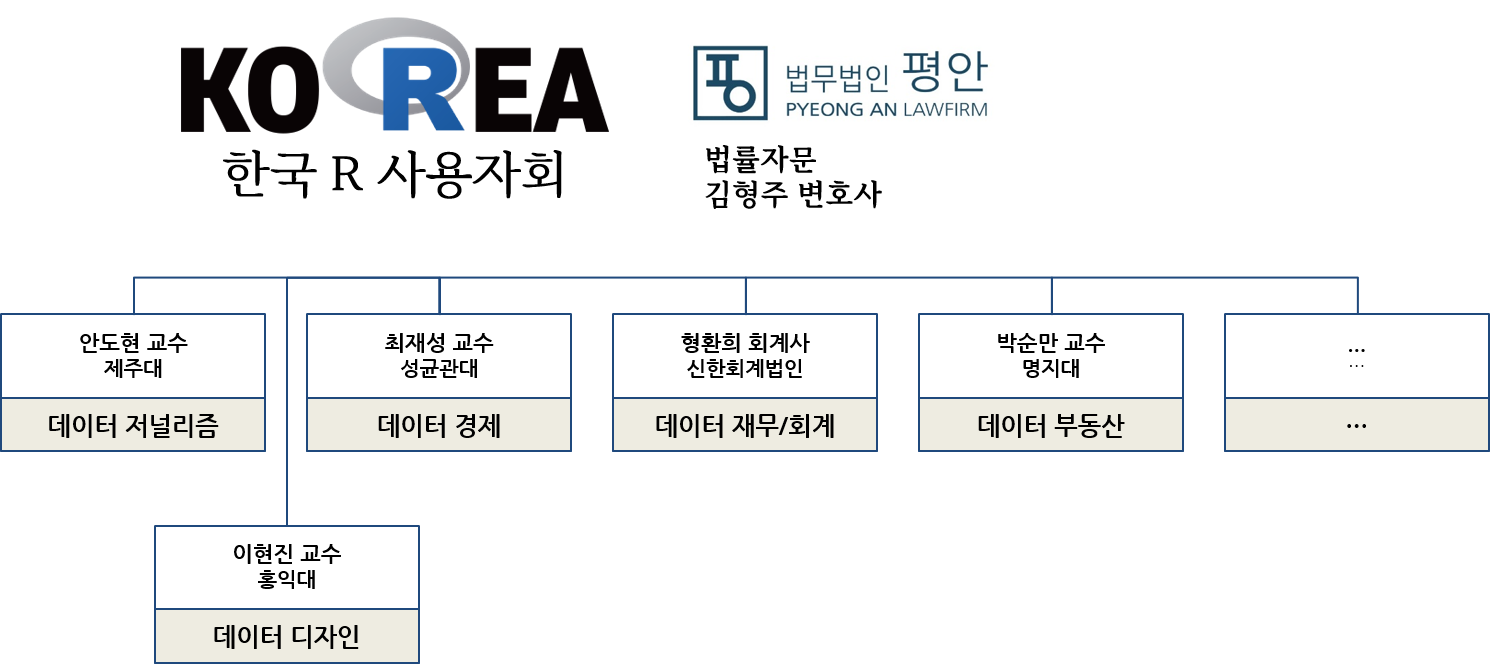 KOREA
한국 R 사용자회
평
법무법인 평안
PYEONG AN LAWFIRM
법률자문
김형주 변호사
안도현 교수
제주대
데이터 저널리즘
최재성 교수
성균관대
데이터 경제
형환희 회계사
신한회계법인
데이터 재무/회계
박순만 교수
명지대
데이터 부동산
...
...
...
이현진 교수
홍익대
데이터 디자인